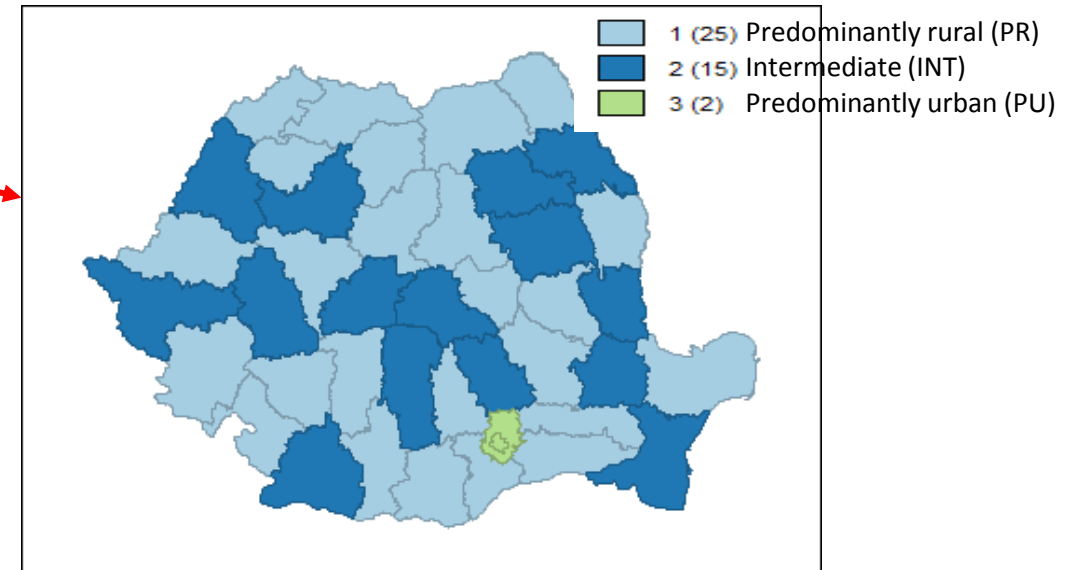 1 (25) Predominantly rural (PR)
2 (15) Intermediate (INT)
3 (2) Predominantly urban (PU)